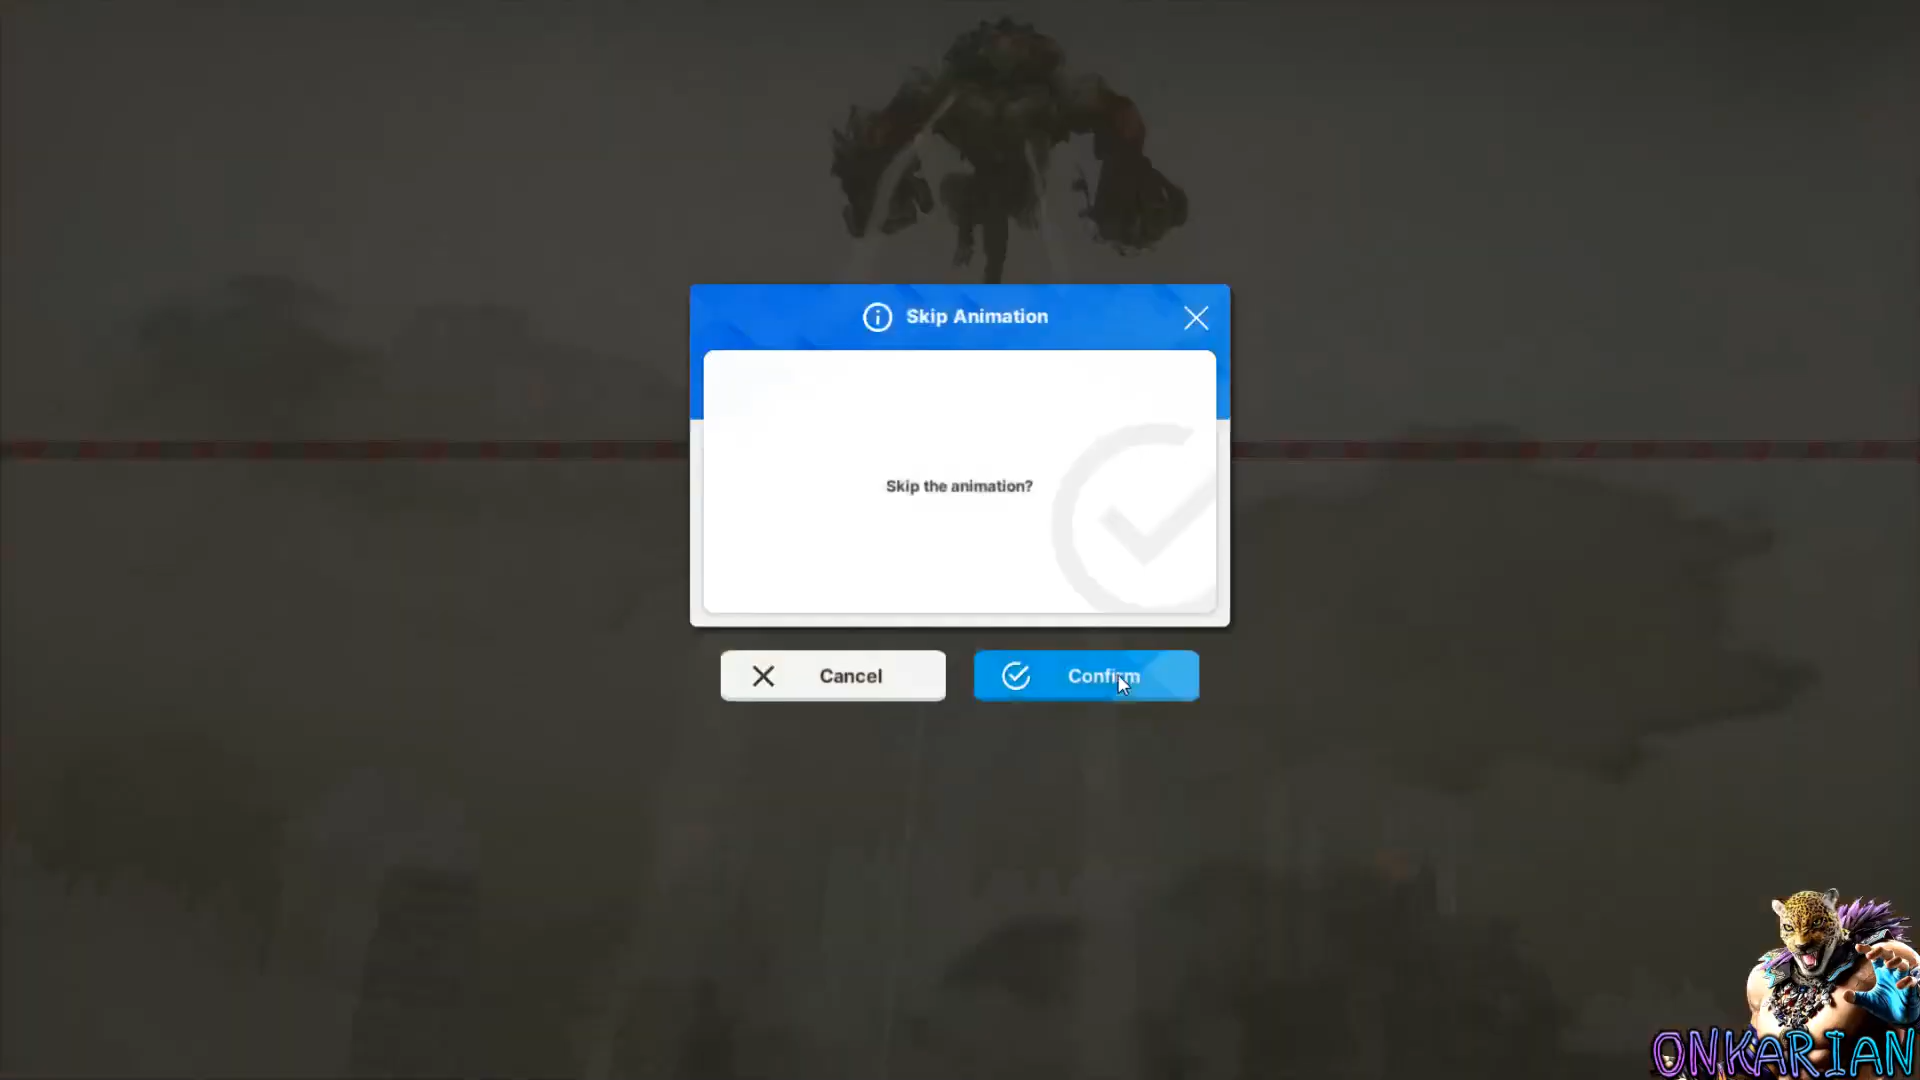 Skip Animation
Skip the animation?
Cancel
Confirm
ONKARIAN